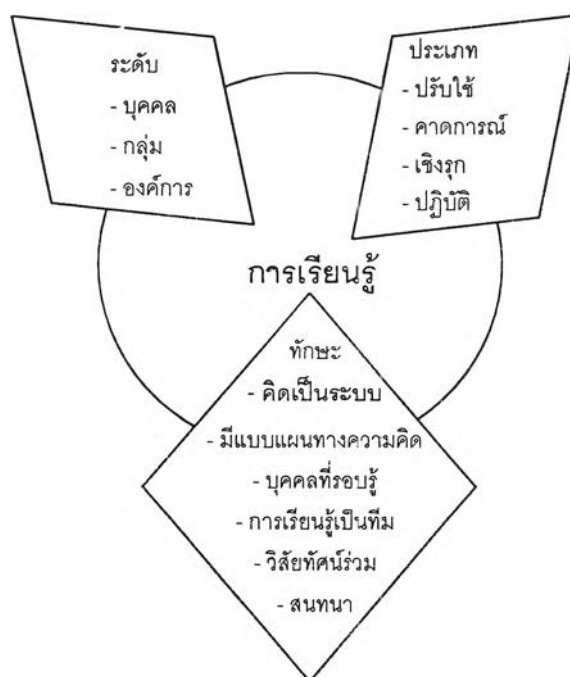 ระดับ
- บุคคล
- กลุ่ม
- องค์การ
ประเภท
- ปรับใช้
- คาดการณ์
- เชิงรุก
- ปฏิบัติ
การเรียนรู้
ทักษะ
- คิดเป็นระบบ
- มีแบบแผนทางความคิด
- บุคคลที่รอบรู้
- การเรียนรู้เป็นทีม
- วิสัยทัศน์ร่วม
- สนทนา